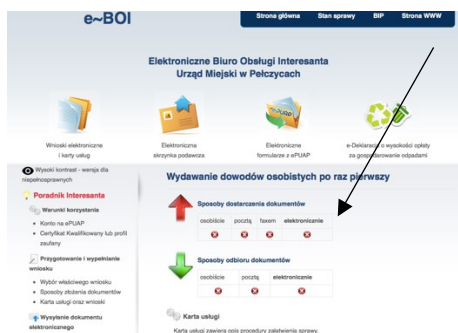 e~BOI
Strona główna Stan sprawy BIP Strona WWW
Elektroniczne Biuro Obsługi Interesanta
Urząd Miejski w Pełczycach
Wnioski elektroniczne
i karty usług
Elektroniczna
skrzynka podawcza
Elektroniczne
formularze z ePUAP
e-Deklaracja o wysokości opłaty
za gospodarowanie odpadami
Wysoki kontrast - wersja dla
niepełnosprawnych
Poradnik Interesanta
Warunki korzystania
Konto na ePUAP
Certyfikat Kwalifikowany lub profil
zaufany
Przygotowanie i wypełnianie
wniosku
Wybór właściwego wniosku
Sposoby złożenia dokumentów
Karta usługi oraz wnioski
Wysyłanie dokumentu
elektronicznego
Wydawanie dowodów osobistych po raz pierwszy
Sposoby dostarczenia dokumentów
osobiście pocztą faxem elektronicznie
Sposoby odbioru dokumentów
osobiście pocztą elektronicznie
Karta usługi
Karta usługi zawiera opis procedury załatwienia sprawy.